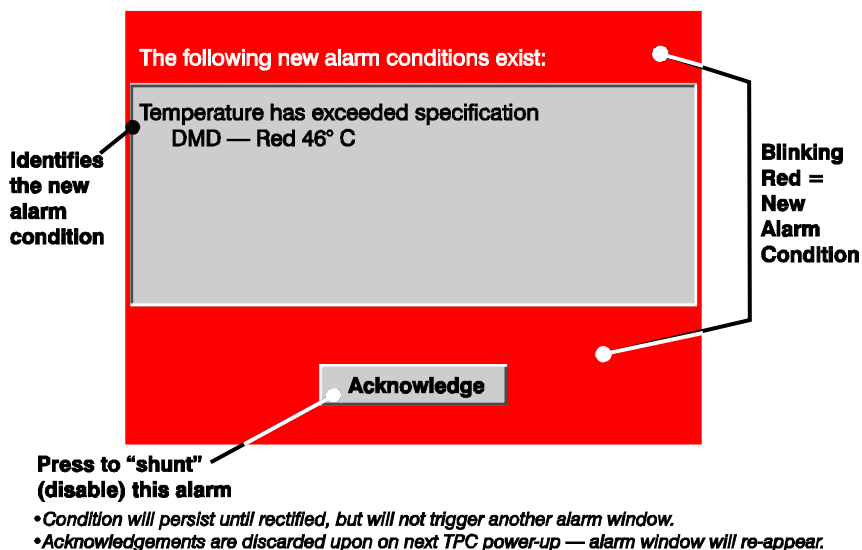 The following new alarm conditions exist:
Temperature has exceeded specification
DMD — Red 46° C
Identifies
the new
alarm
condition
Blinking
Red =
New
Alarm
Condition
Acknowledge
Press to “shunt”
(disable) this alarm
•Condition will persist until rectified, but will not trigger another alarm window.
•Acknowledgements are discarded upon on next TPC power-up — alarm window will re-appear.